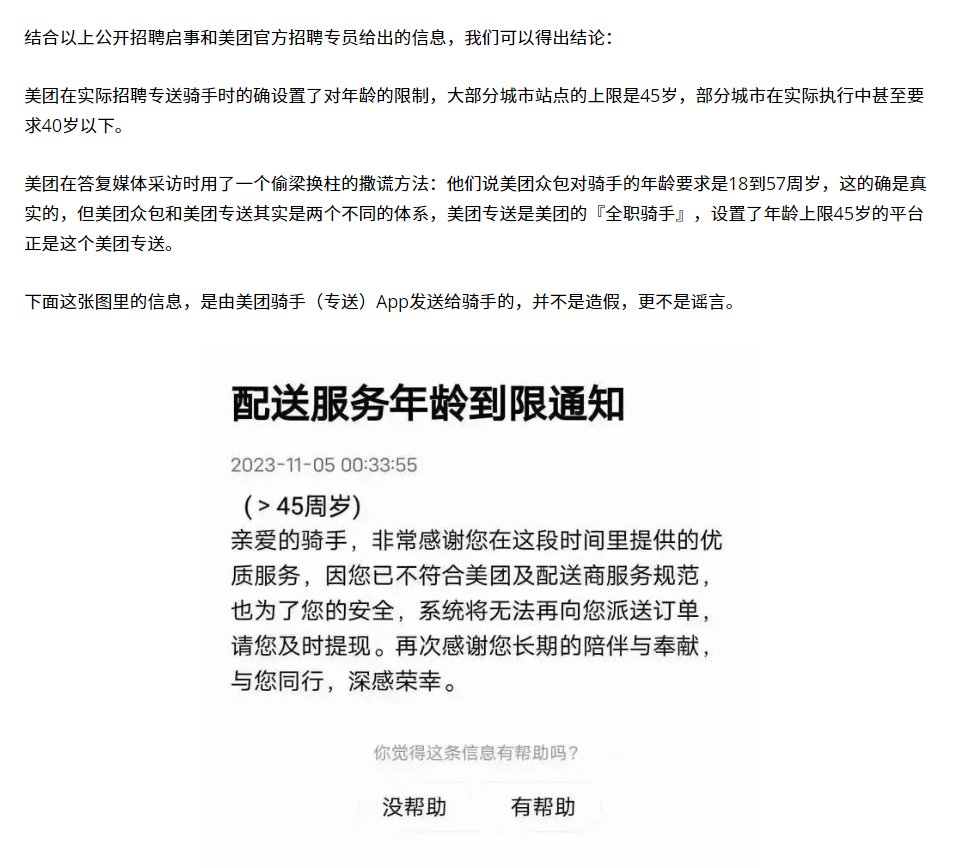 结合以上公开招聘启事和美团官方招聘专员给出的信息，我们可以得出结论：
美团在实际招聘专送骑手时的确设置了对年龄的限制，大部分城市站点的上限是45岁，部分城市在实际执行中甚至要
求40岁以下。
美团在答复媒体采访时用了一个偷梁换柱的撒谎方法：他们说美团众包对骑手的年龄要求是18到57周岁，这的确是真
实的，但美团众包和美团专送其实是两个不同的体系，美团专送是美团的『全职骑手』，设置了年龄上限45岁的平台
正是这个美团专送。
下面这张图里的信息，是由美团骑手（专送）App发送给骑手的，并不是造假，更不是谣言。
配送服务年龄到限通知
2023-11-05 00:33:55
（> 45周岁)
亲爱的骑手，非常感谢您在这段时间里提供的优
质服务，因您已不符合美团及配送商服务规范，
也为了您的安全，系统将无法再向您派送订单，
请您及时提现。再次感谢您长期的陪伴与奉献，
与您同行，深感荣幸。
你觉得这条信息有帮助吗？
没帮助 有帮助